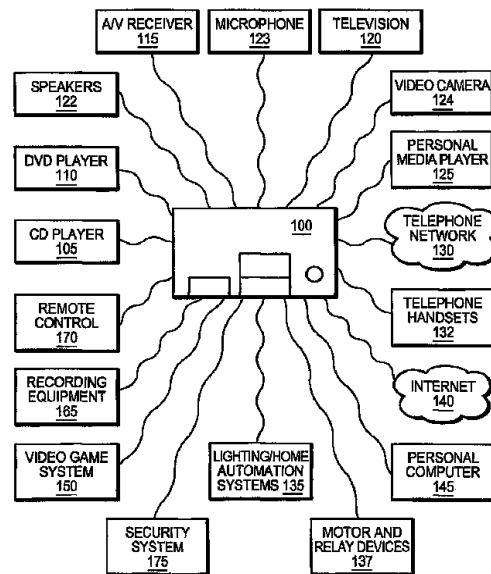 A/V RECEIVER
115
MICROPHONE
123
TELEVISION
120
SPEAKERS
122
VIDEO CAMERA
124
DVD PLAYER
110
PERSONAL
MEDIA PLAYER
125
CD PLAYER
105
100
TELEPHONE
NETWORK
130
REMOTE
CONTROL
170
TELEPHONE
HANDSETS
132
RECORDING
EQUIPMENT
165
INTERNET
140
VIDEO GAME
SYSTEM
150
LIGHTING/HOME
AUTOMATION
SYSTEMS 135
PERSONAL
COMPUTER
145
SECURITY
SYSTEM
175
MOTOR AND
RELAY DEVICES
137